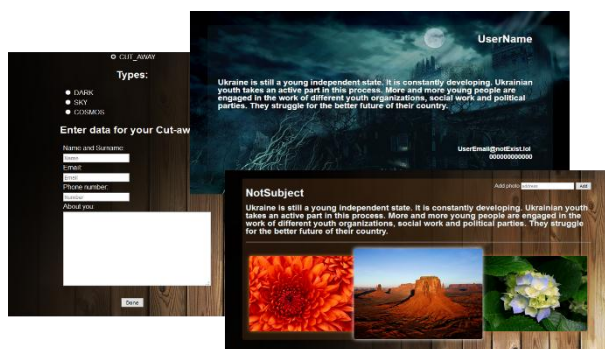 CUT_AWAY
Types:
DARK
SKY
COSMOS
Enter data for your Cut-aw
Name and Surname:
Name
Email:
Email
Phone number:
Number
About you:
Send
UserName
Ukraine is still a young independent state. It is constantly developing. Ukrainian
youth takes an active part in this process. More and more young people are
engaged in the work of different youth organizations, social work and political
parties. They struggle for the better future of their country.
UserEmail@notExist.lol
000000000000
NotSubject
Add photo:
address
Add
Ukraine is still a young independent state. It is constantly developing. Ukrainian youth
takes an active part in this process. More and more young people are engaged in the
work of different youth organizations, social work and political parties. They struggle
for the better future of their country.